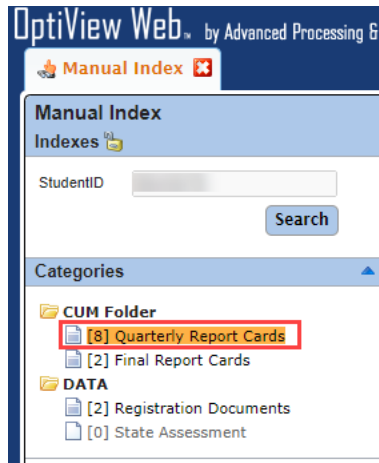 OptiView Web™ by Advanced Processing &
Manual Index
Manual Index
Indexes
StudentID
Search
Categories
CUM Folder
[8] Quarterly Report Cards
[2] Final Report Cards
DATA
[2] Registration Documents
[0] State Assessment